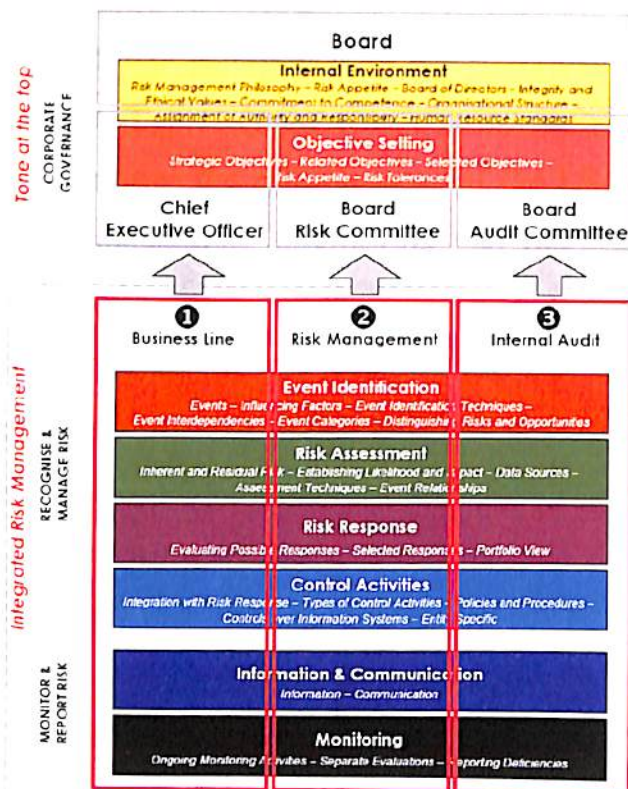 Board
Internal Environment
Risk Management Philosophy – Risk Appetite – Board of Directors – Integrity and
Ethical Values – Commitment to Competence – Organisational Structure –
Assignment of Authority and Responsibility – Human Resource Standards
Objective Setting
Strategic Objectives – Related Objectives – Selected Objectives –
Risk Appetite – Risk Tolerances
Chief
Executive Officer
Board
Risk Committee
Board
Audit Committee
Tone at the top
CORPORATE
GOVERNANCE
1
Business Line
2
Risk Management
3
Internal Audit
Event Identification
Events – Influencing Factors – Event Identification Techniques –
Event Interdependencies – Event Categories – Distinguishing Risks and Opportunities
Risk Assessment
Inherent and Residual Risk – Establishing Likelihood and Impact – Data Sources –
Assessment Techniques – Event Relationships
Risk Response
Evaluating Possible Responses – Selected Responses – Portfolio View
Control Activities
Integration with Risk Response – Types of Control Activities – Policies and Procedures –
Controls over Information Systems – Entity Specific
Information & Communication
Information – Communication
Monitoring
Ongoing Monitoring Activities – Separate Evaluations – Reporting Deficiencies
Integrated Risk Management
RECOGNISE &
MANAGE RISK
MONITOR &
REPORT RISK